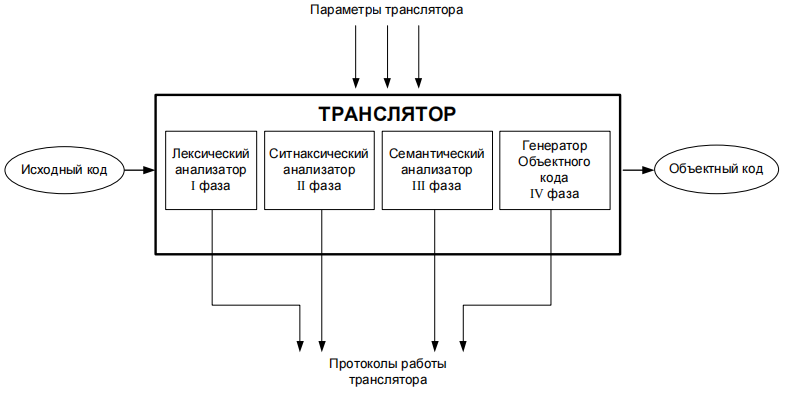 Параметры транслятора
ТРАНСЛЯТОР
Лексический
анализатор
I фаза
Ситнаксический
анализатор
II фаза
Семантический
анализатор
III фаза
Генератор
Объектного
кода
IV фаза
Исходный код
Объектный код
Протоколы работы
транслятора